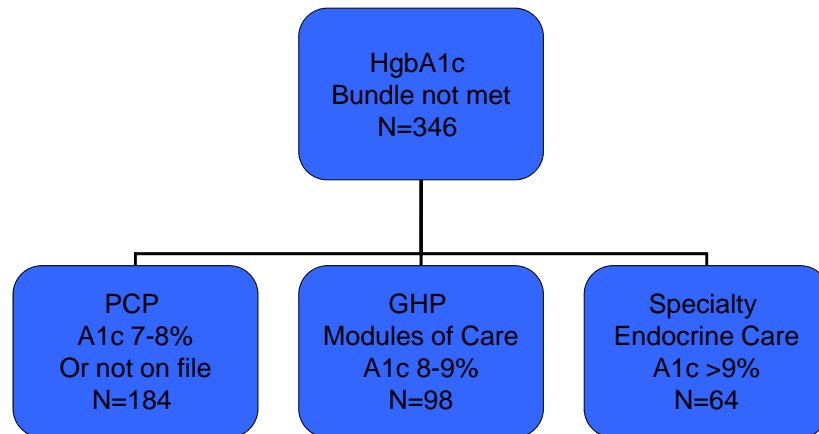 HgbA1c
Bundle not met
N=346
PCP
A1c 7-8%
Or not on file
N=184
GHP
Modules of Care
A1c 8-9%
N=98
Specialty
Endocrine Care
A1c >9%
N=64